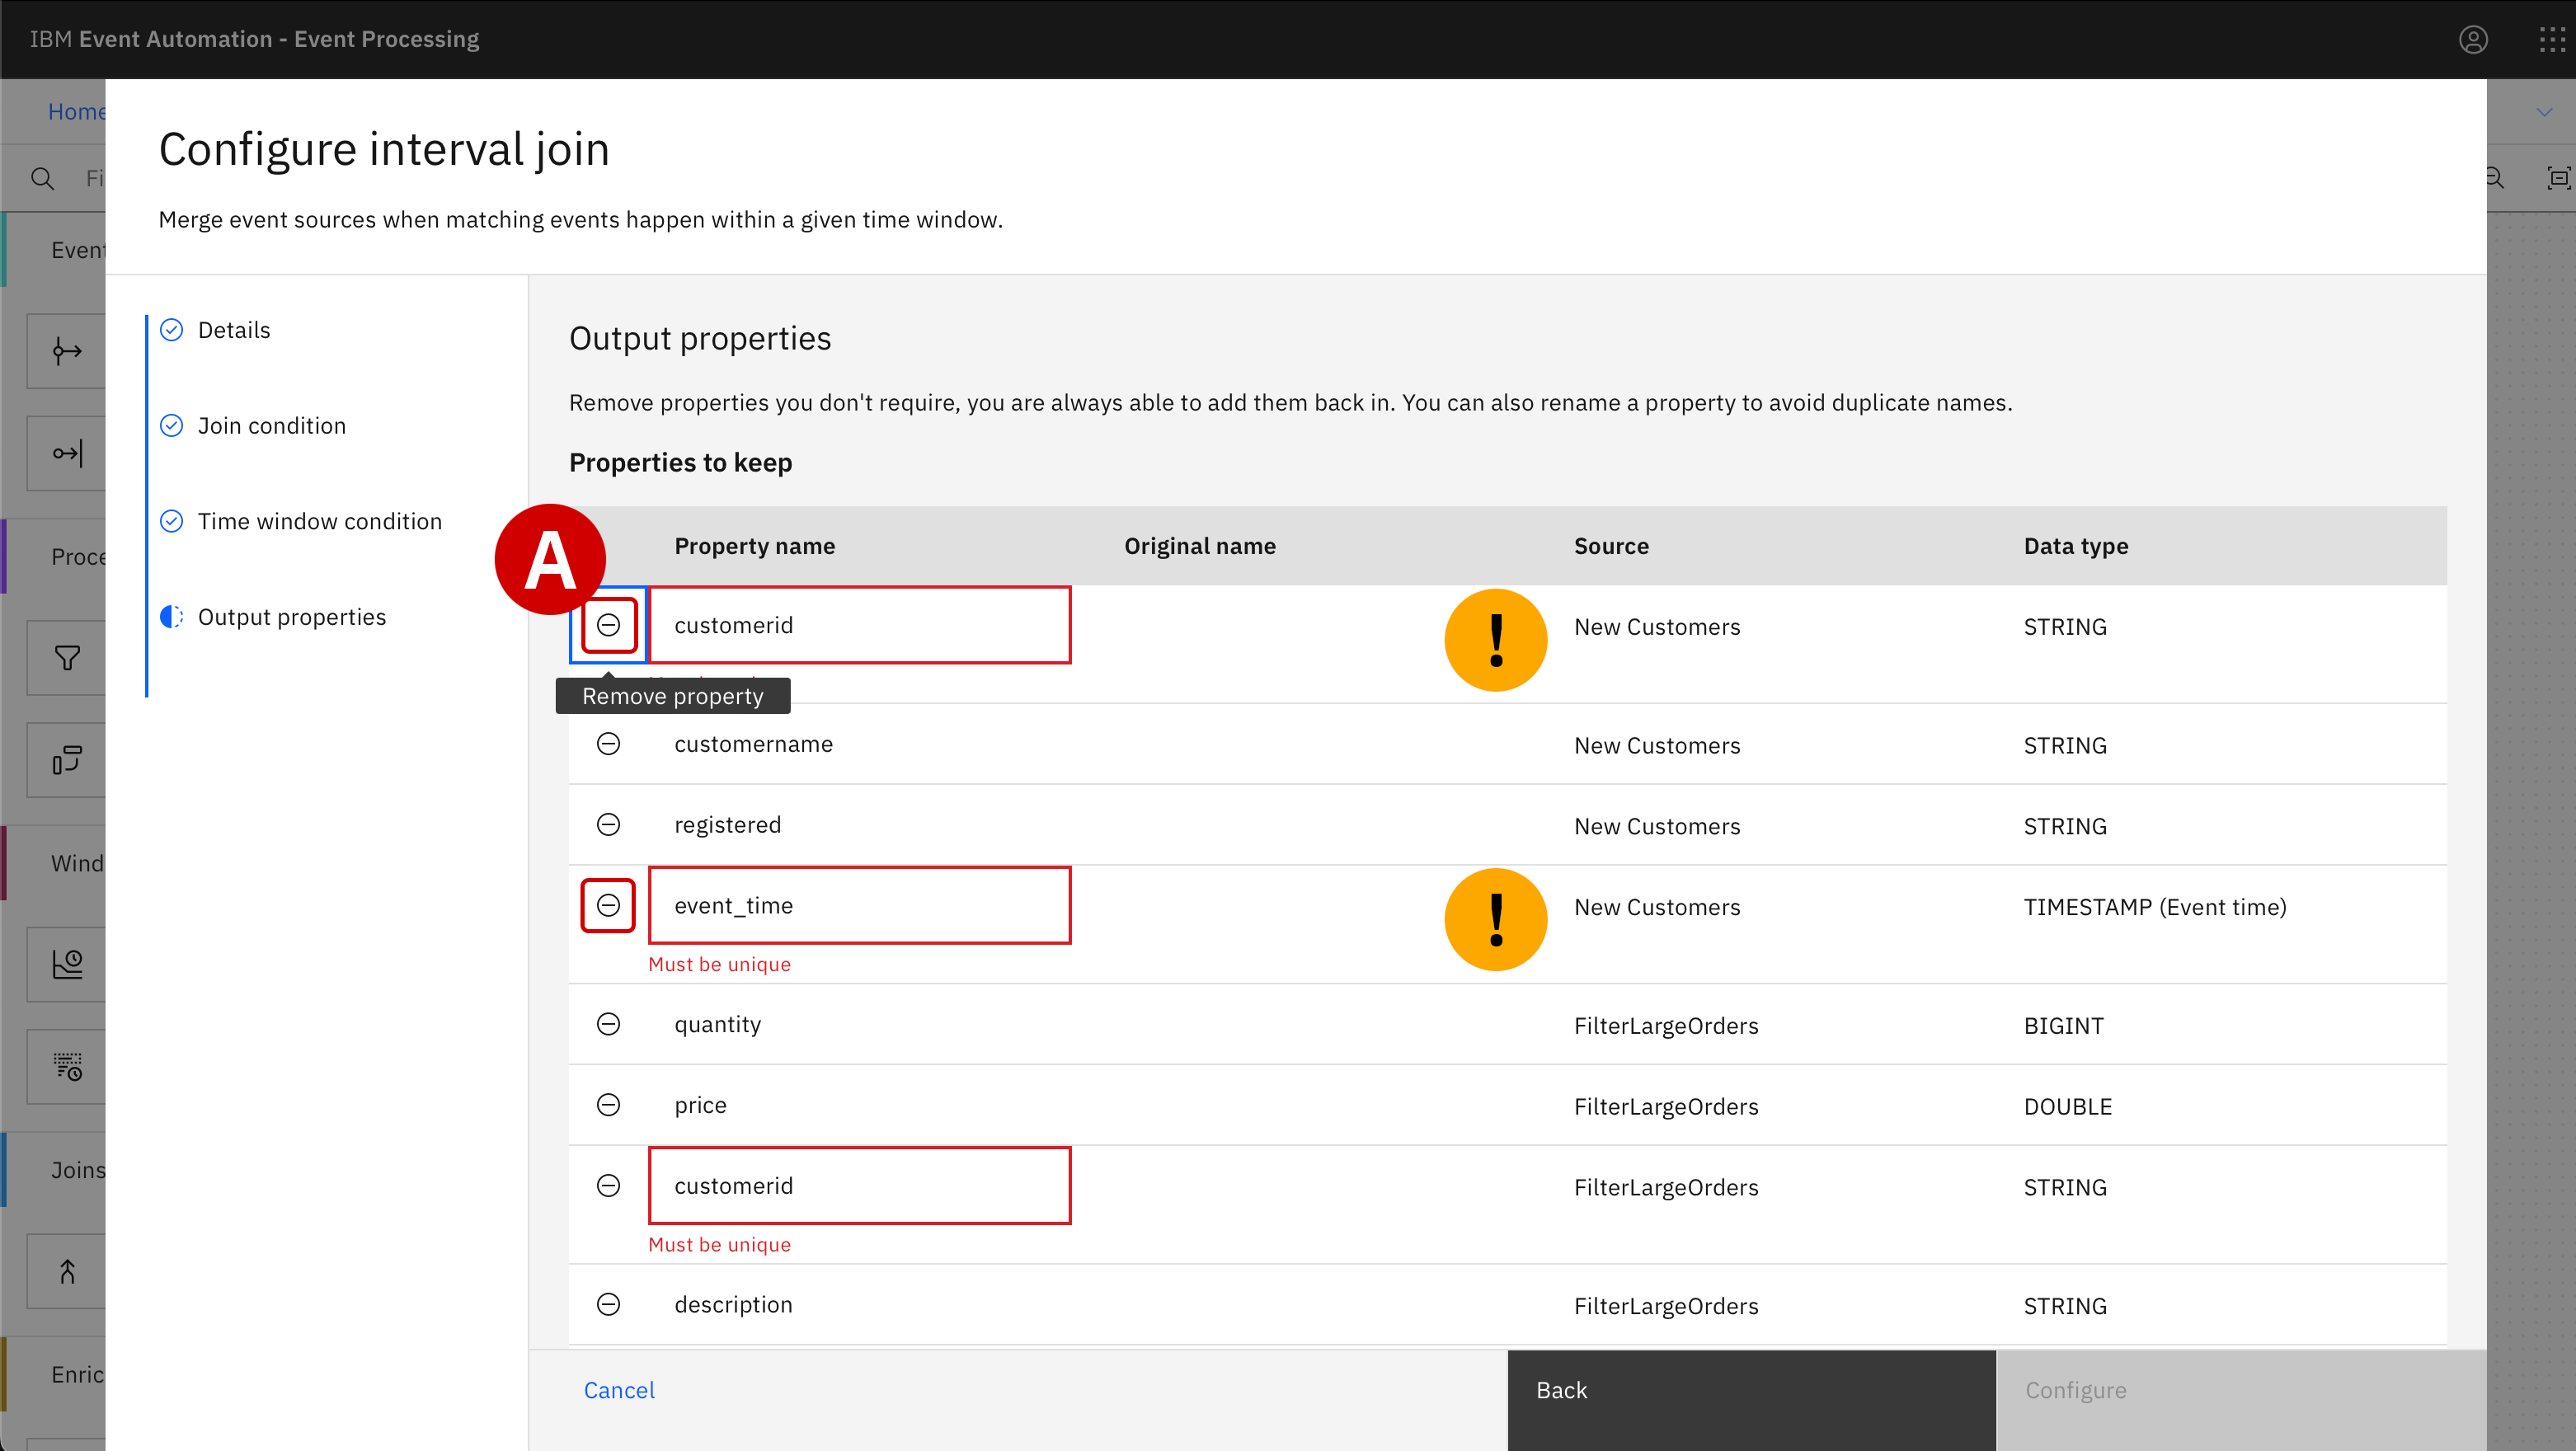 IBM Event Automation - Event Processing
Home
Configure interval join
Merge event sources when matching events happen within a given time window.
Fi
Event
Proce
Wind
Joins
Enric
Details
Join condition
Time window condition
Output properties
Output properties
Remove properties you don't require, you are always able to add them back in. You can also rename a property to avoid duplicate names.
Properties to keep
A
Property name Original name Source Data type
customerid ! New Customers STRING
Remove property
customername New Customers STRING
registered New Customers STRING
event_time ! New Customers TIMESTAMP (Event time)
Must be unique
quantity FilterLargeOrders BIGINT
price FilterLargeOrders DOUBLE
customerid FilterLargeOrders STRING
Must be unique
description FilterLargeOrders STRING
Cancel Back Configure